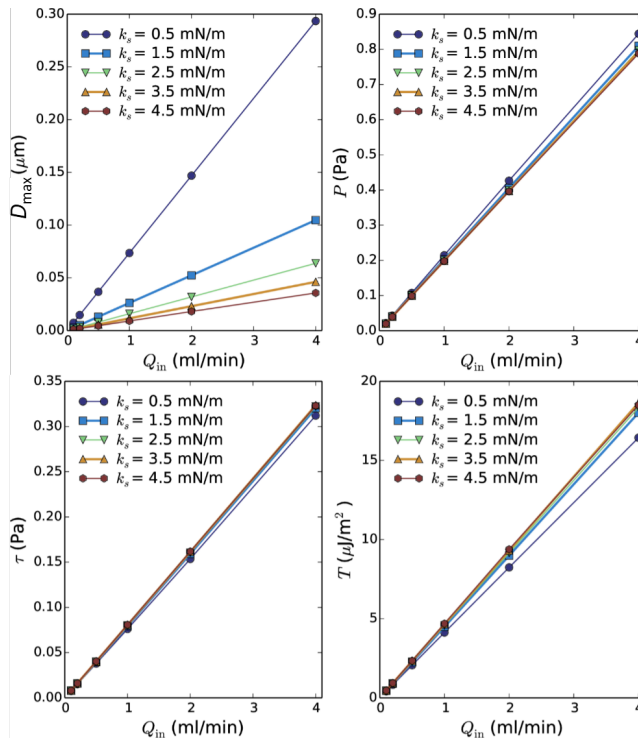 0.30
0.25
0.20
0.15
0.10
0.05
0.00
D_max (μm)
k_s = 0.5 mN/m
k_s = 1.5 mN/m
k_s = 2.5 mN/m
k_s = 3.5 mN/m
k_s = 4.5 mN/m
0 1 2 3 4
Q_in (ml/min)
0.9
0.8
0.7
0.6
0.5
0.4
0.3
0.2
0.1
0.0
P (Pa)
k_s = 0.5 mN/m
k_s = 1.5 mN/m
k_s = 2.5 mN/m
k_s = 3.5 mN/m
k_s = 4.5 mN/m
0 1 2 3 4
Q_in (ml/min)
0.35
0.30
0.25
0.20
0.15
0.10
0.05
0.00
τ (Pa)
k_s = 0.5 mN/m
k_s = 1.5 mN/m
k_s = 2.5 mN/m
k_s = 3.5 mN/m
k_s = 4.5 mN/m
0 1 2 3 4
Q_in (ml/min)
20
15
10
5
0
T (μJ/m²)
k_s = 0.5 mN/m
k_s = 1.5 mN/m
k_s = 2.5 mN/m
k_s = 3.5 mN/m
k_s = 4.5 mN/m
0 1 2 3 4
Q_in (ml/min)